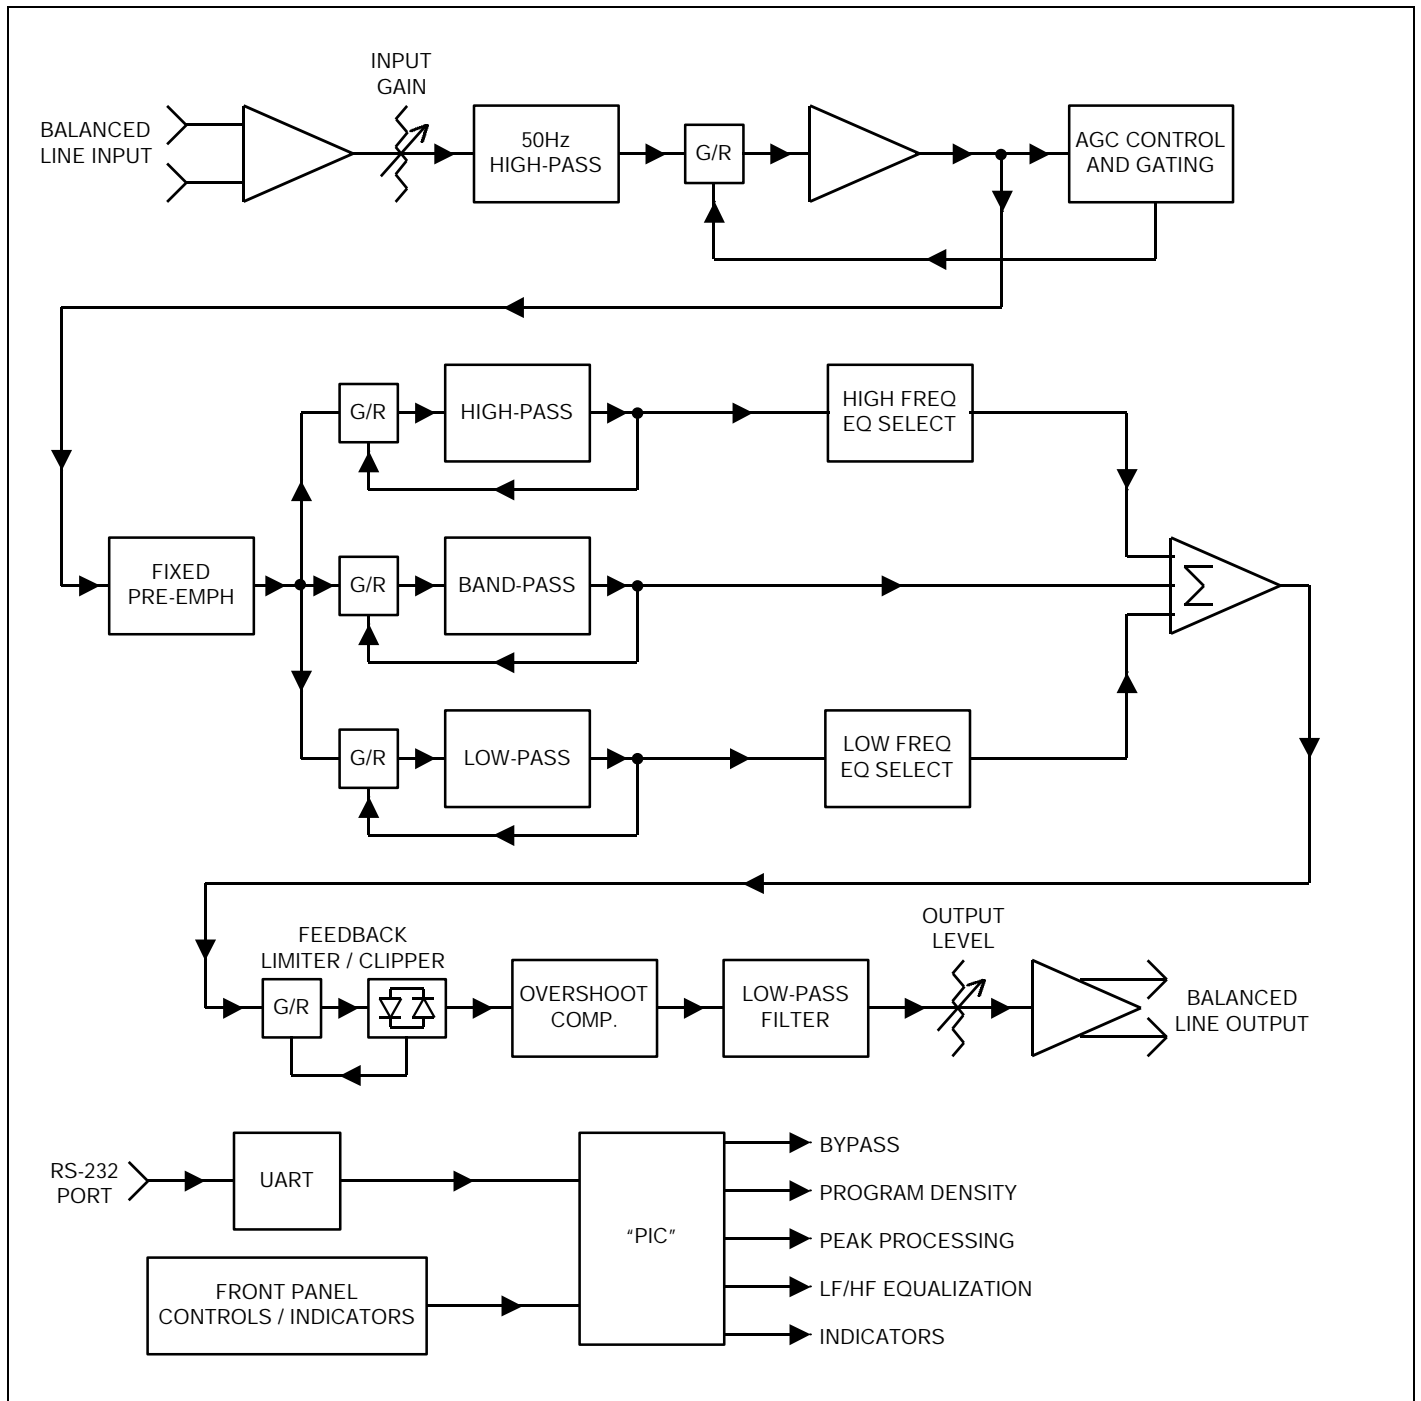 INPUT
GAIN
BALANCED
LINE INPUT
50Hz
HIGH-PASS
G/R
AGC CONTROL
AND GATING
G/R
HIGH-PASS
HIGH FREQ
EQ SELECT
FIXED
PRE-EMPH
G/R
BAND-PASS
Σ
G/R
LOW-PASS
LOW FREQ
EQ SELECT
FEEDBACK
LIMITER / CLIPPER
G/R
OVERSHOOT
COMP.
LOW-PASS
FILTER
OUTPUT
LEVEL
BALANCED
LINE OUTPUT
RS-232
PORT
UART
FRONT PANEL
CONTROLS / INDICATORS
“PIC”
BYPASS
PROGRAM DENSITY
PEAK PROCESSING
LF/HF EQUALIZATION
INDICATORS